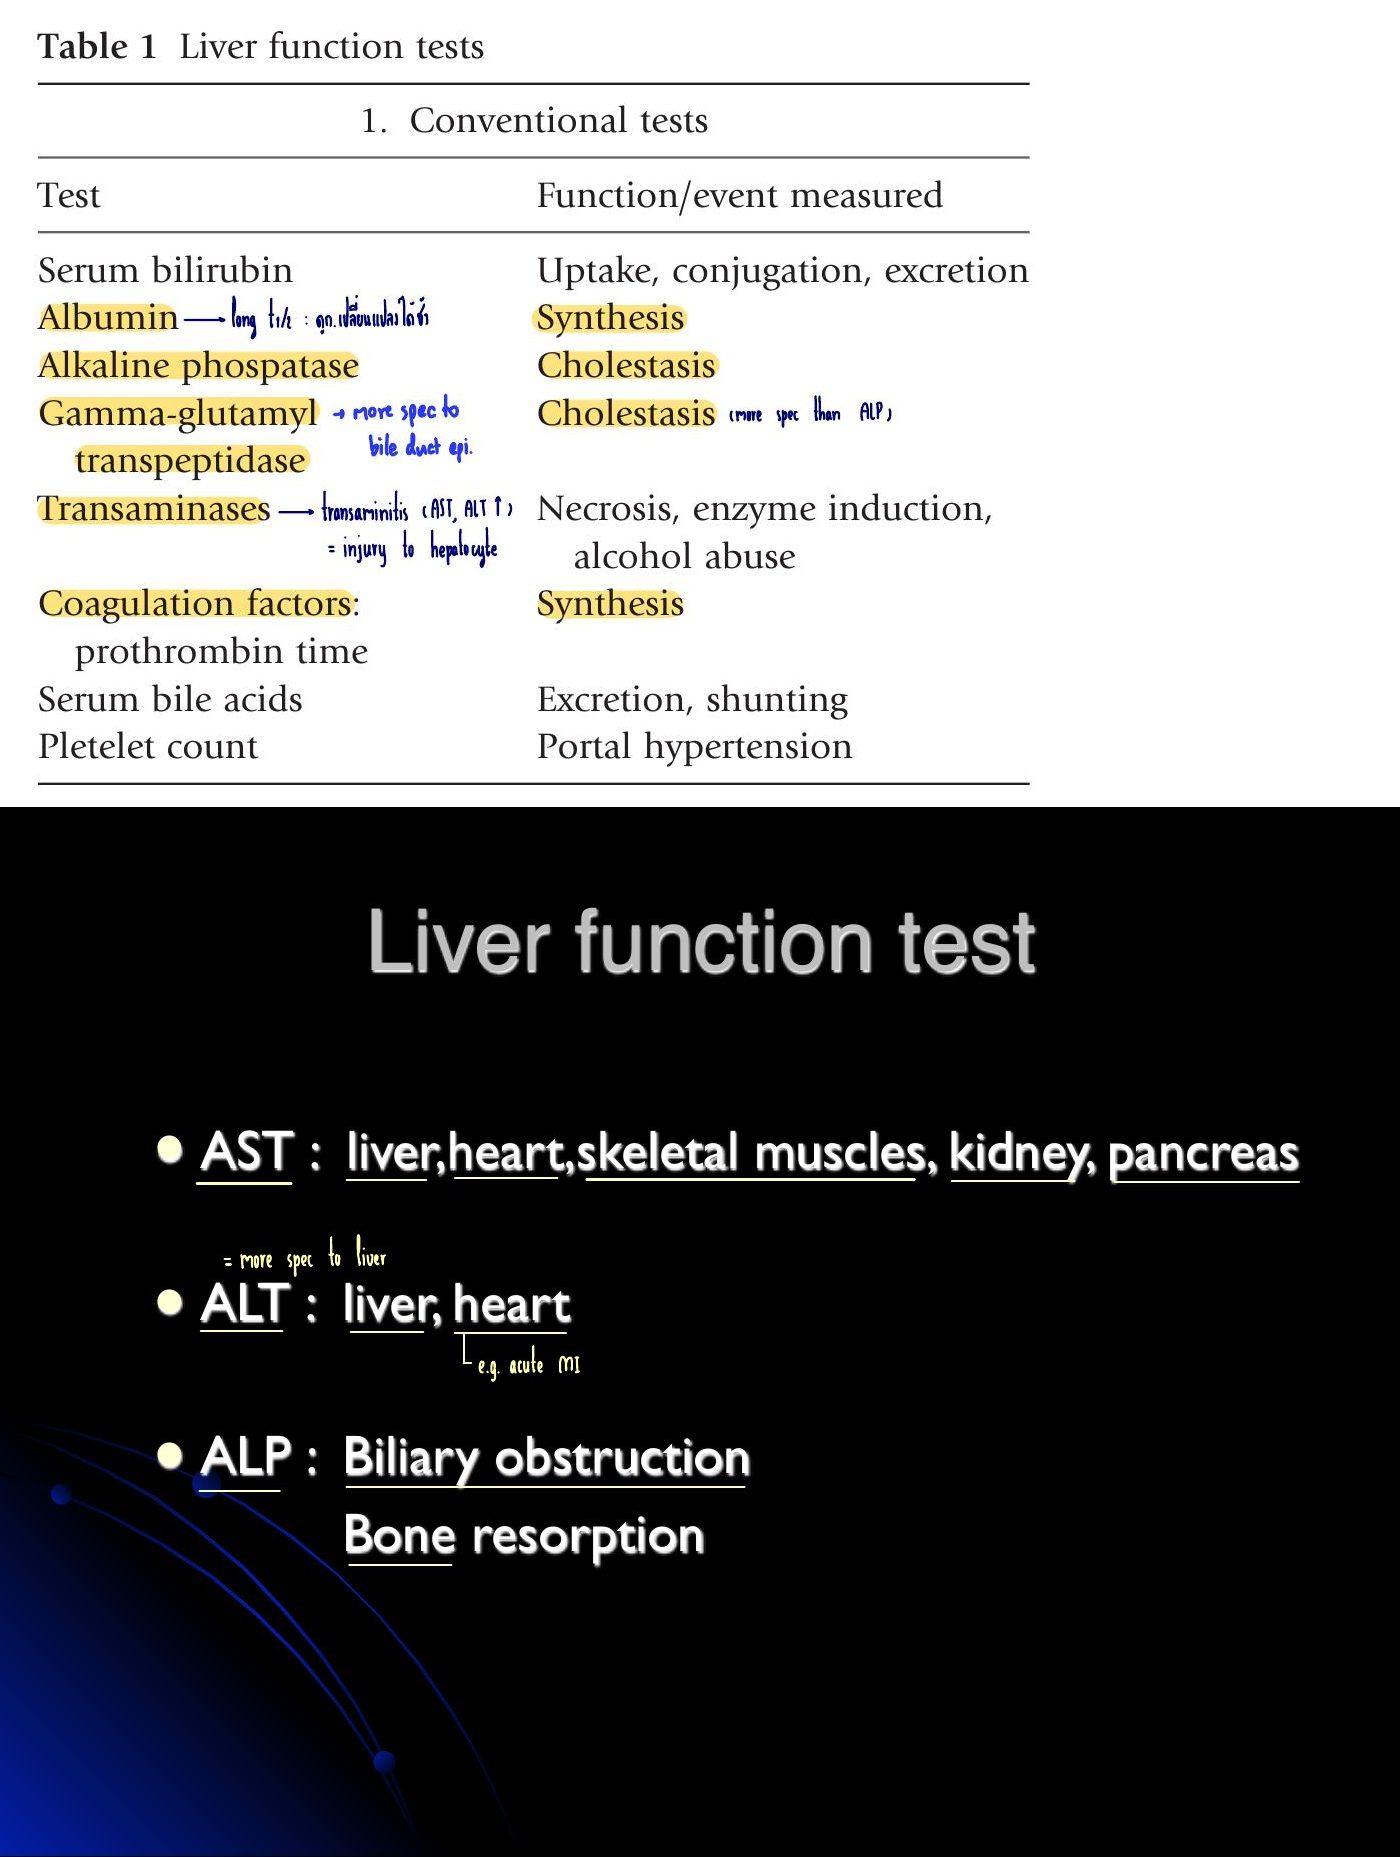 Table 1 Liver function tests
1. Conventional tests
Test Function/event measured
Serum bilirubin Uptake, conjugation, excretion
Albumin → long t1/2 : ถูก.เปลี่ยนแปลงได้ช้า Synthesis
Alkaline phospatase Cholestasis
Gamma-glutamyl → more spec to Cholestasis (more spec than ALP)
transpeptidase bile duct epi.
Transaminases → transaminitis (AST, ALT ↑) Necrosis, enzyme induction,
= injury to hepatocyte alcohol abuse
Coagulation factors: Synthesis
prothrombin time
Serum bile acids Excretion, shunting
Pletelet count Portal hypertension
Liver function test
● AST : liver,heart,skeletal muscles, kidney, pancreas
= more spec to liver
● ALT : liver, heart
e.g. acute MI
● ALP : Biliary obstruction
Bone resorption